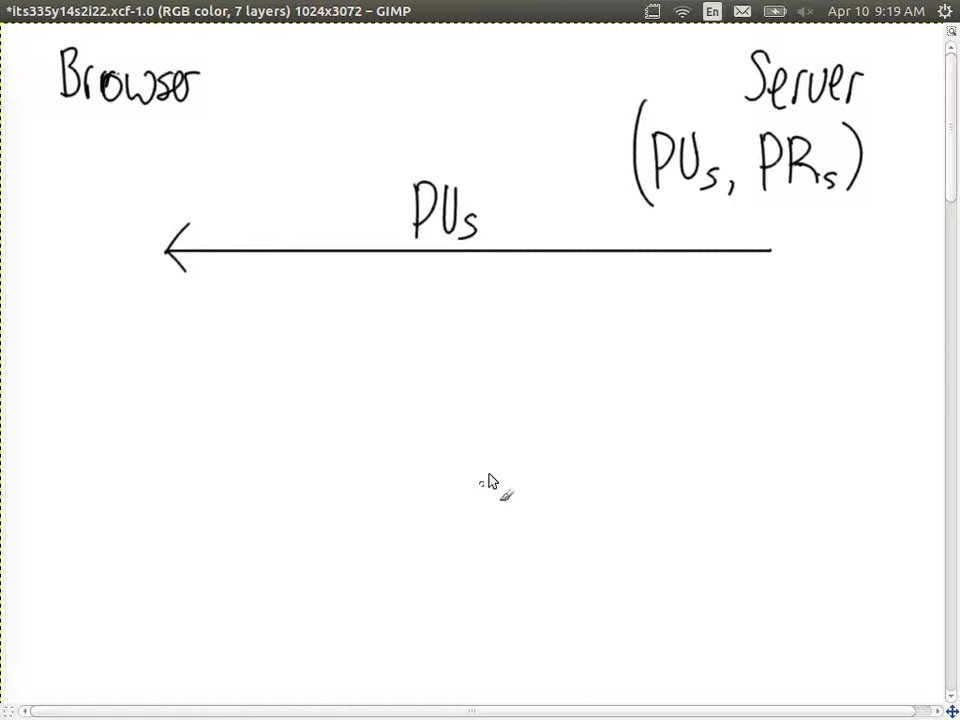 *its335y14s2i22.xcf-1.0 (RGB color, 7 layers) 1024x3072 – GIMP
En
Apr 10 9:19 AM
Browser
Server
(PUs, PRs)
PUs